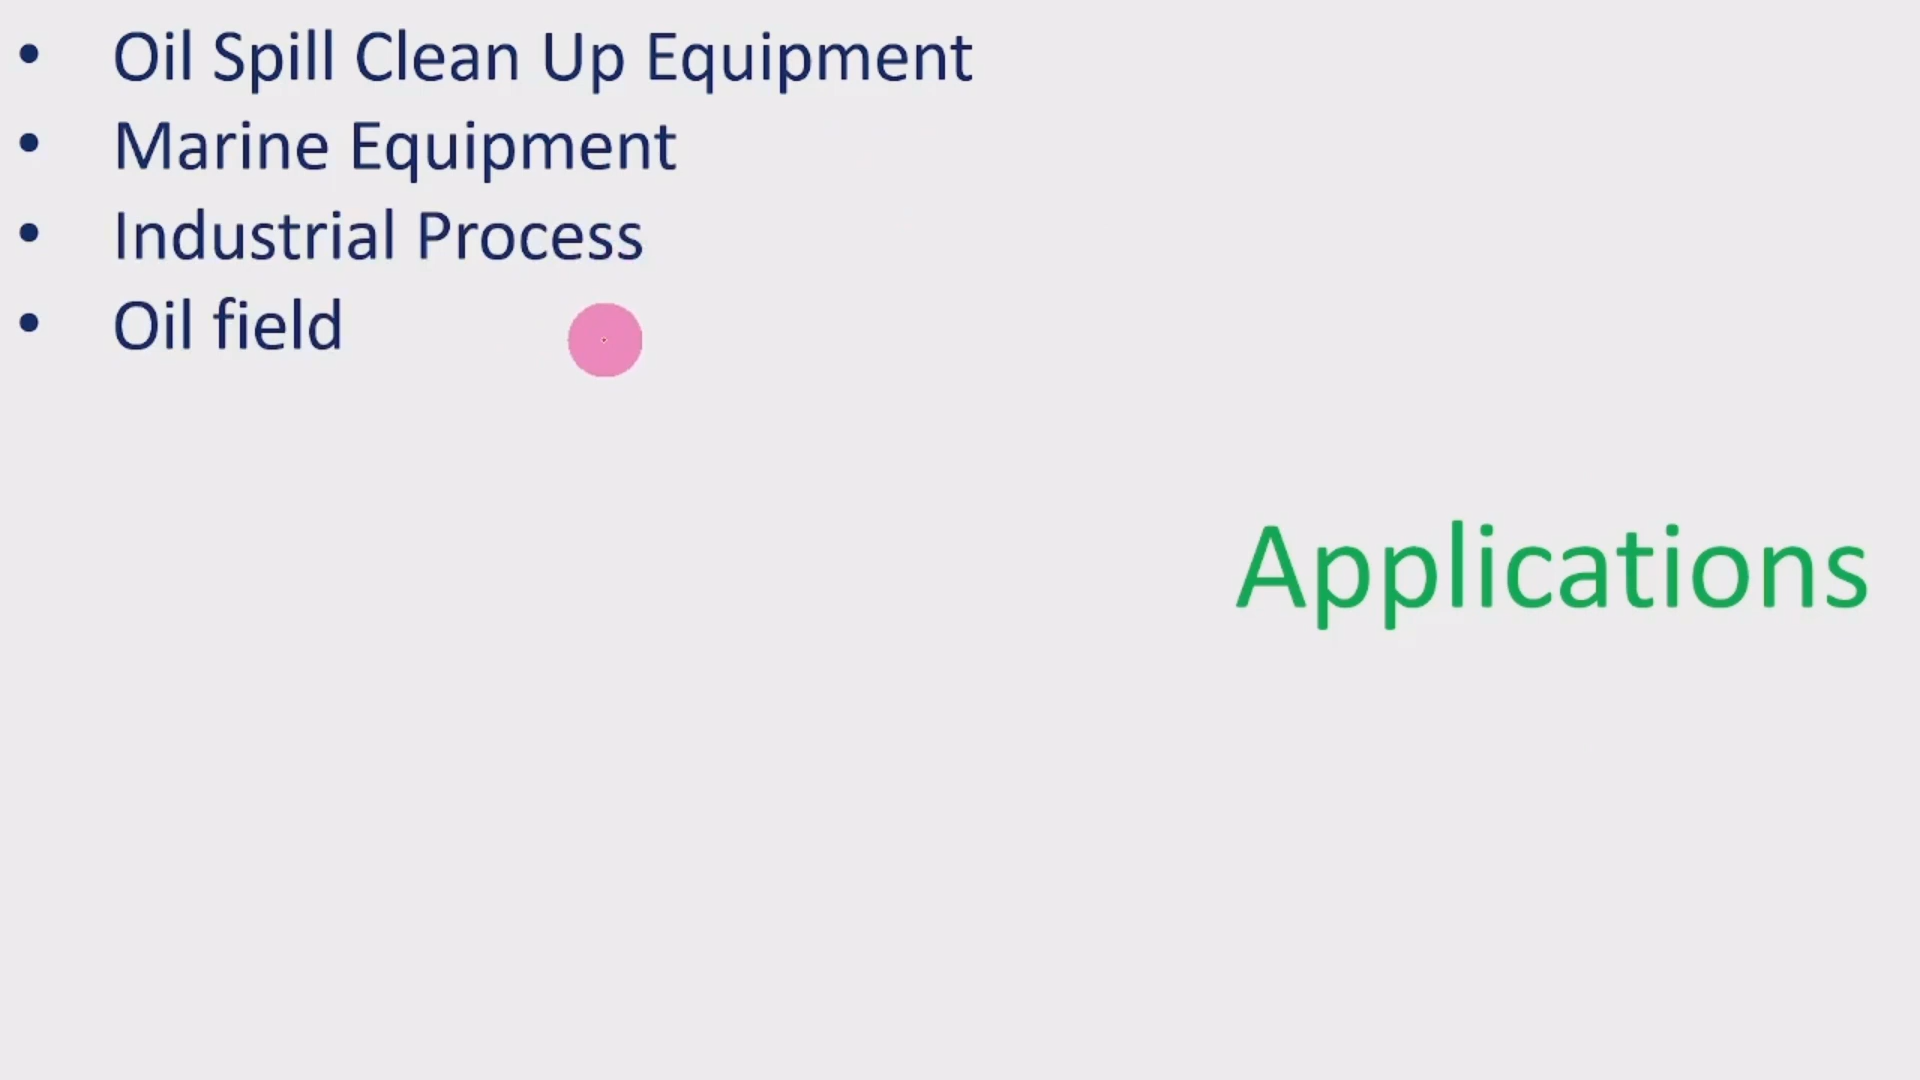 • Oil Spill Clean Up Equipment
• Marine Equipment
• Industrial Process
• Oil field
Applications